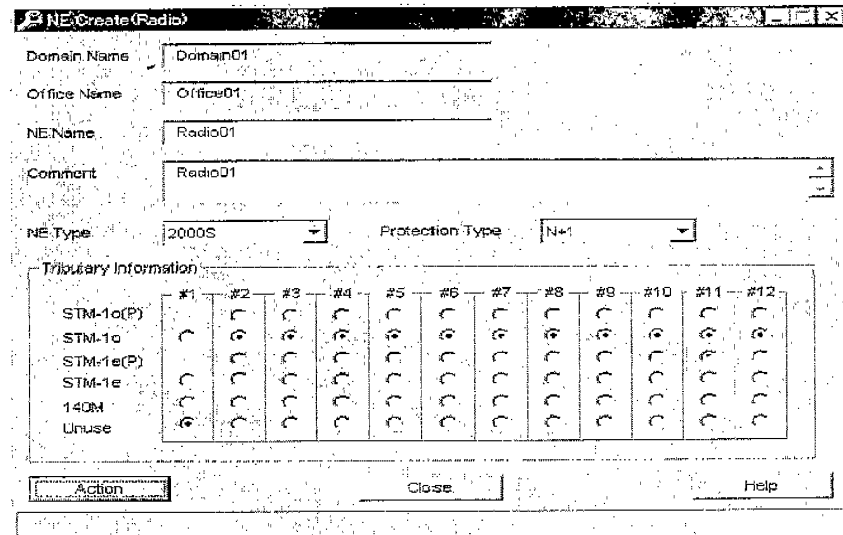 NE Create(Radio)
Domain Name Domain01
Office Name Office01
NE Name Radio01
Comment Radio01
NE Type 2000S Protection Type N+1
Tributary Information
#1 #2 #3 #4 #5 #6 #7 #8 #9 #10 #11 #12
STM-1o(P)
STM-1o
STM-1e(P)
STM-1e
140M
Unuse
Action Close Help